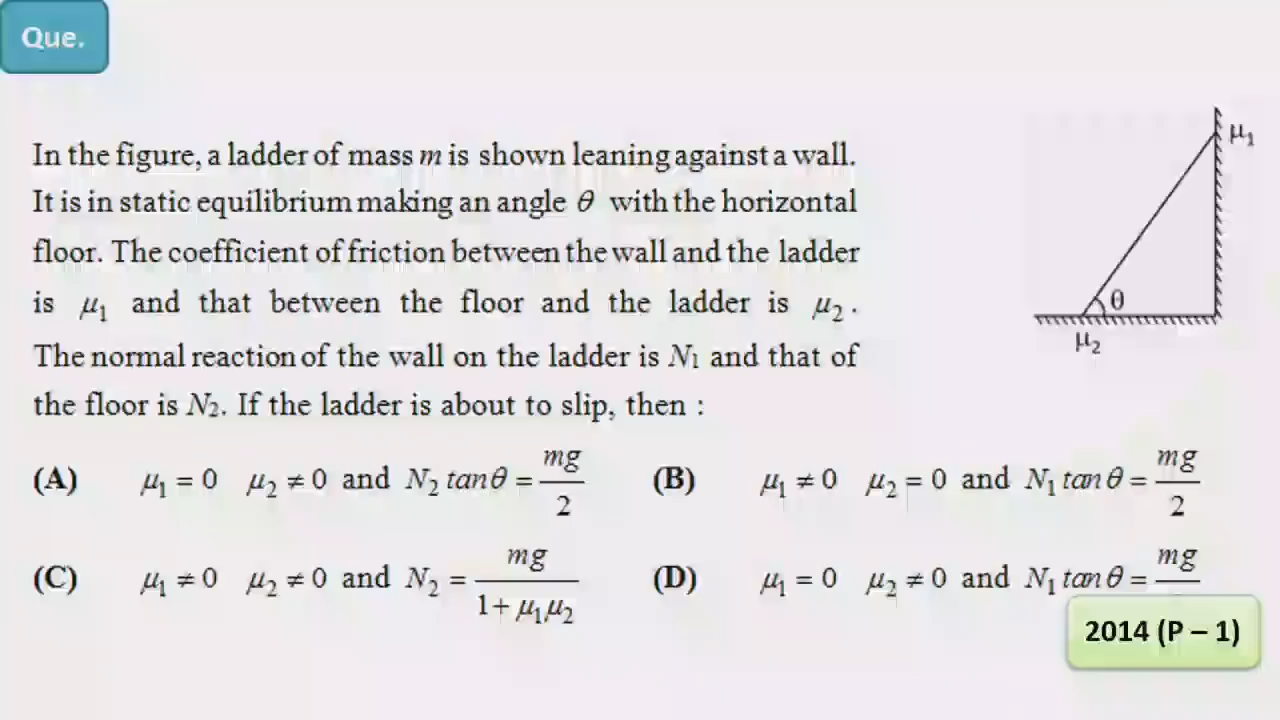 Que.
In the figure, a ladder of mass m is shown leaning against a wall.
It is in static equilibrium making an angle θ with the horizontal
floor. The coefficient of friction between the wall and the ladder
is μ₁ and that between the floor and the ladder is μ₂.
The normal reaction of the wall on the ladder is N₁ and that of
the floor is N₂. If the ladder is about to slip, then :
μ₁
θ
μ₂
(A) μ₁ = 0 μ₂ ≠ 0 and N₂ tanθ = mg/2
(B) μ₁ ≠ 0 μ₂ = 0 and N₁ tanθ = mg/2
(C) μ₁ ≠ 0 μ₂ ≠ 0 and N₂ = mg/(1+ μ₁μ₂)
(D) μ₁ = 0 μ₂ ≠ 0 and N₁ tanθ = mg
2014 (P – 1)